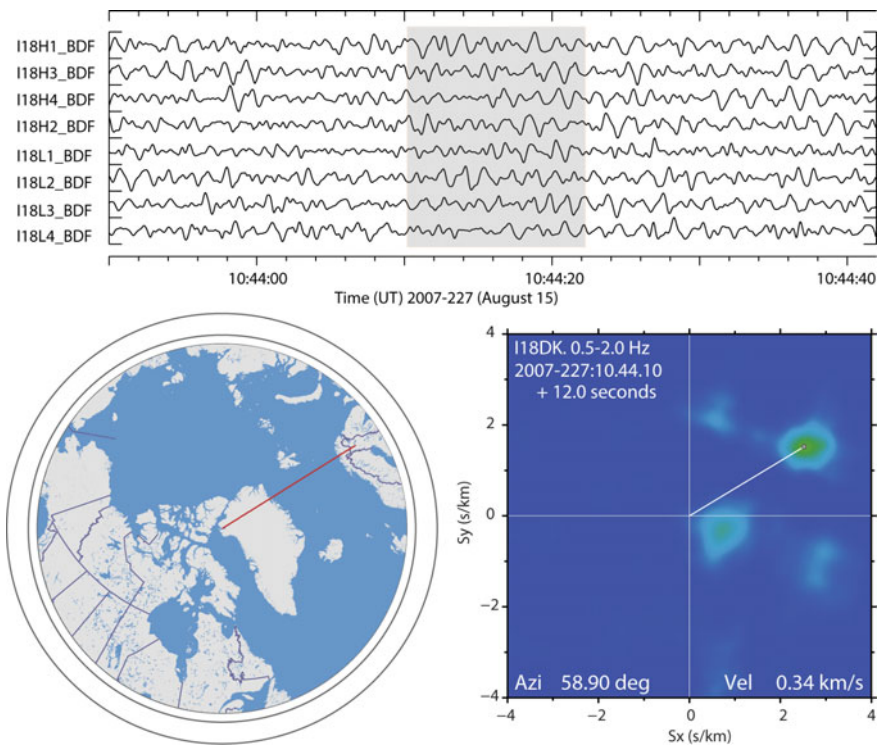 I18H1_BDF
I18H3_BDF
I18H4_BDF
I18H2_BDF
I18L1_BDF
I18L2_BDF
I18L3_BDF
I18L4_BDF
10:44:00 10:44:20 10:44:40
Time (UT) 2007-227 (August 15)
I18DK. 0.5-2.0 Hz
2007-227:10.44.10
+ 12.0 seconds
4
2
0
−2
−4
Sy (s/km)
Azi 58.90 deg Vel 0.34 km/s
−4 −2 0 2 4
Sx (s/km)